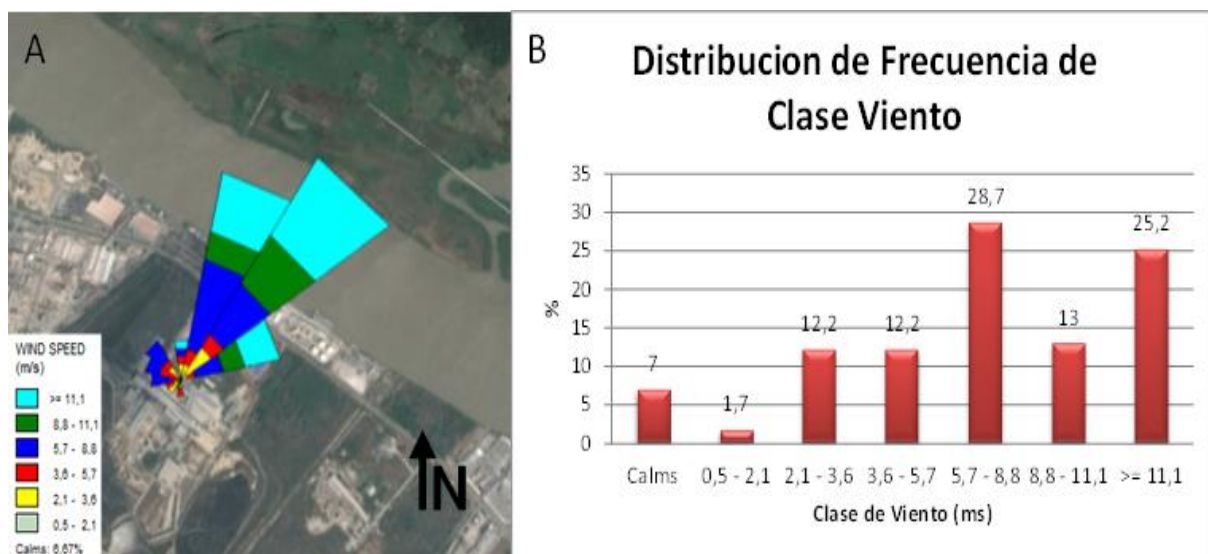 A
WIND SPEED
(m/s)
>= 11,1
8,8 - 11,1
5,7 - 8,8
3,6 - 5,7
2,1 - 3,6
0,5 - 2,1
Calms: 6,67%
N
B
Distribucion de Frecuencia de
Clase Viento
%
35
30
25
20
15
10
5
0
7
1,7
12,2
12,2
28,7
13
25,2
Calms
0,5 - 2,1
2,1 - 3,6
3,6 - 5,7
5,7 - 8,8
8,8 - 11,1
>= 11,1
Clase de Viento (ms)